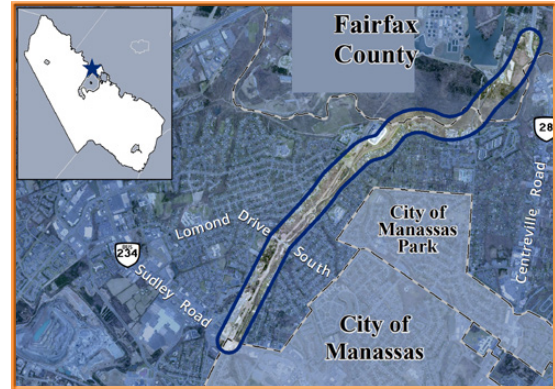 Fairfax
County
28
Lomond Drive South
City of
Manassas
Park
Centreville Road
234
Sudley Road
City of
Manassas